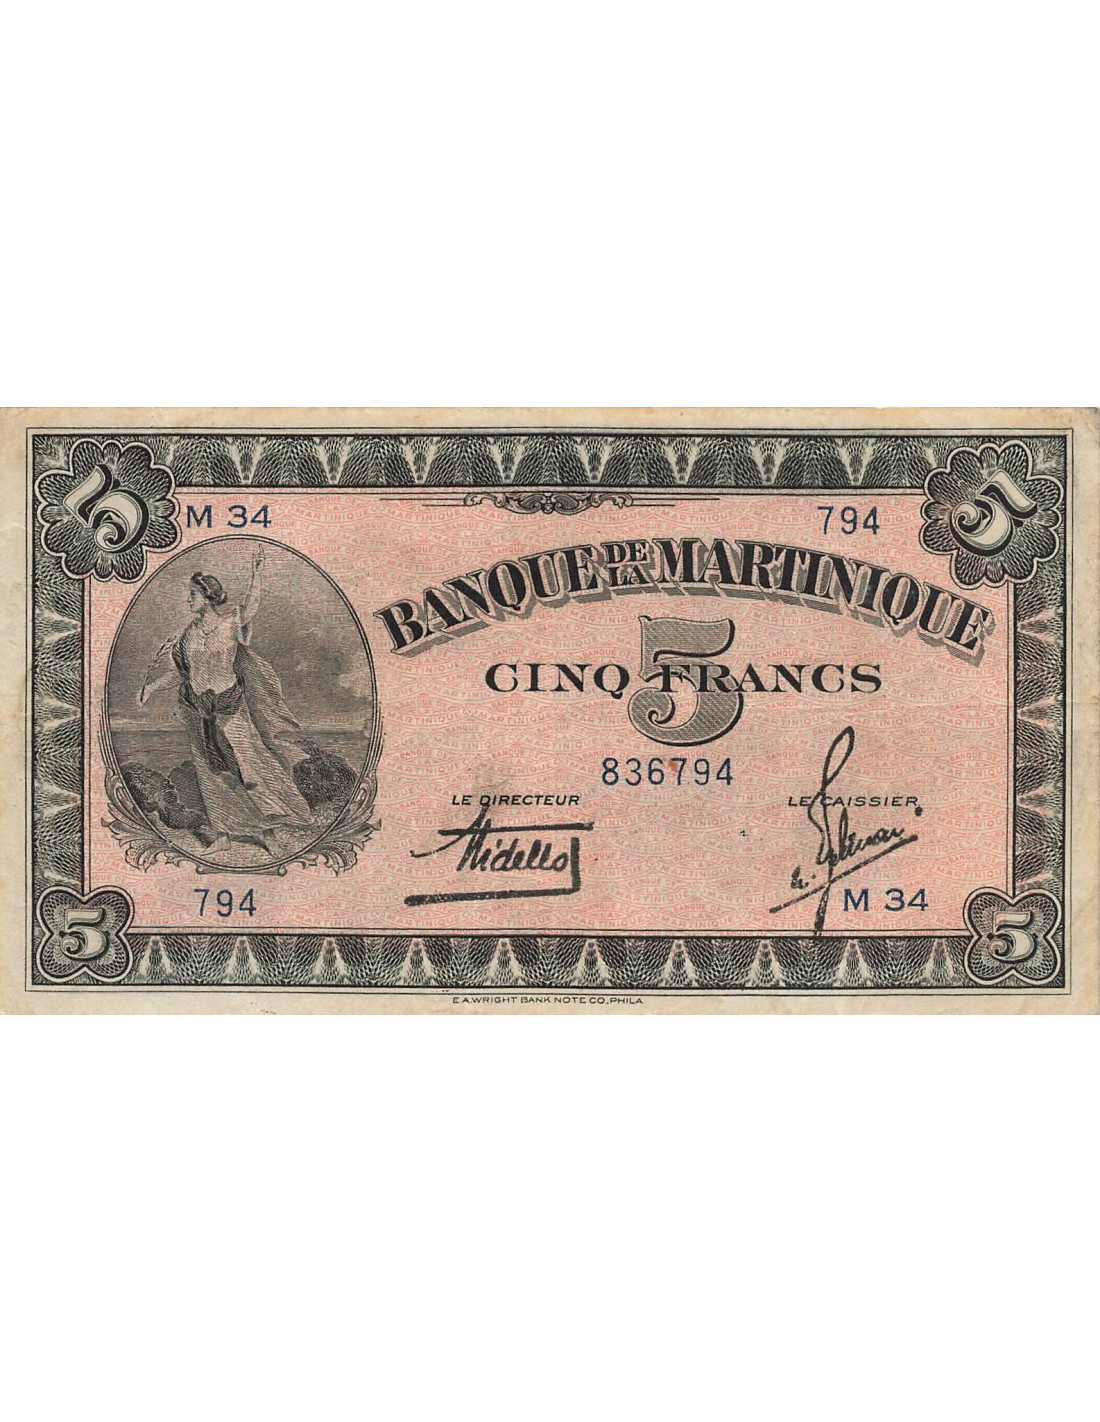 5
5
M 34
794
BANQUE DE LA MARTINIQUE
5
CINQ FRANCS
836794
LE DIRECTEUR
LE CAISSIER
794
M 34
5
5
E.A. WRIGHT BANK NOTE CO., PHILA